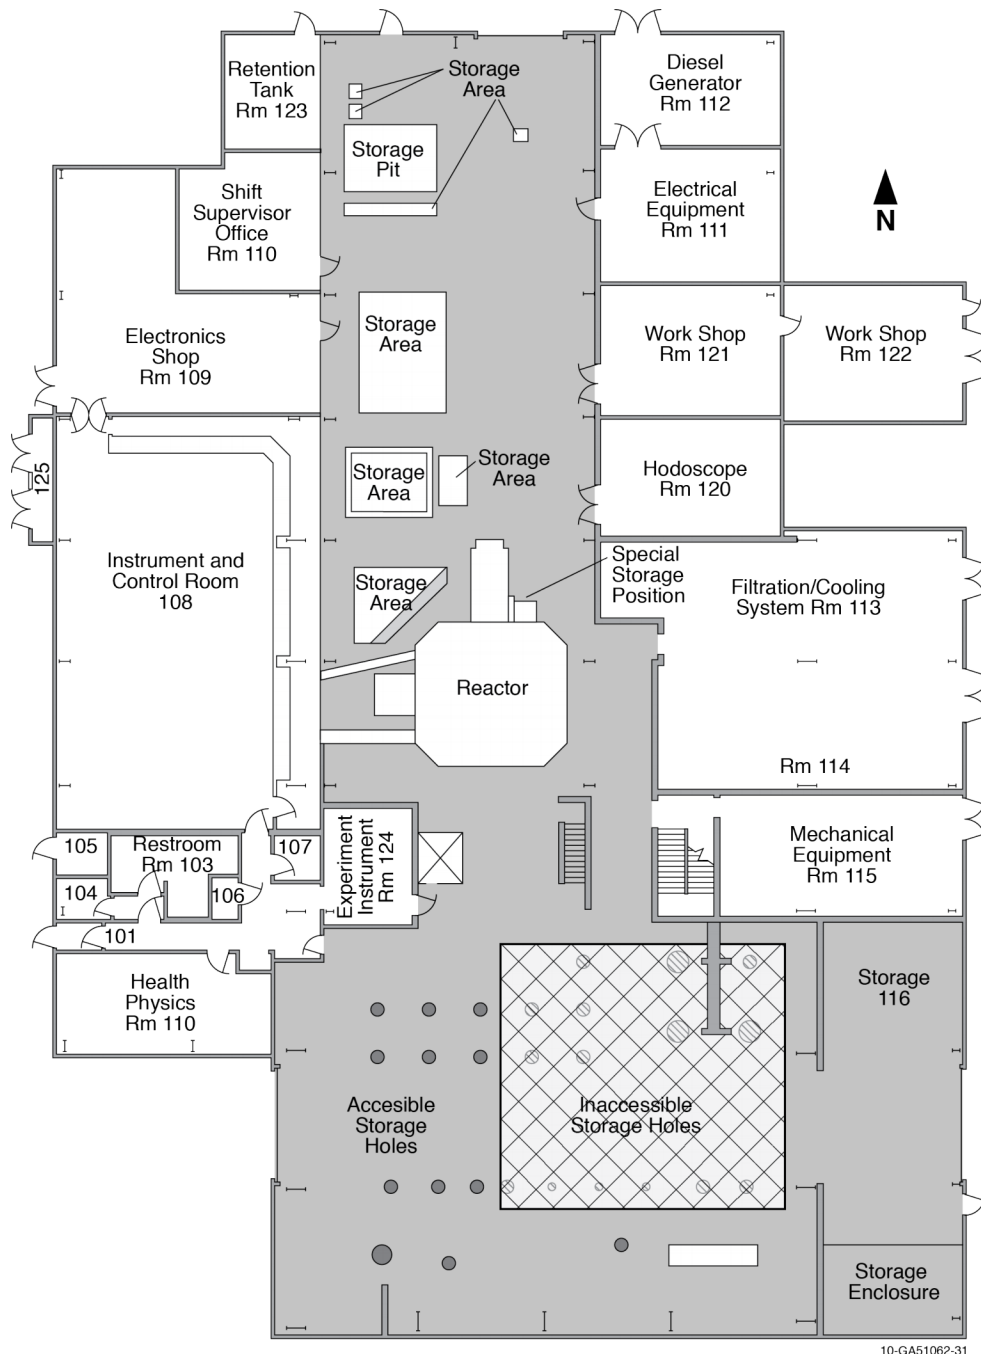 Retention
Tank
Rm 123
Storage
Area
Diesel
Generator
Rm 112
Storage
Pit
Shift
Supervisor
Office
Rm 110
Electrical
Equipment
Rm 111
N
Electronics
Shop
Rm 109
Storage
Area
Work Shop
Rm 121
Work Shop
Rm 122
125
Storage
Area
Storage
Area
Hodoscope
Rm 120
Instrument and
Control Room
108
Storage
Area
Special
Storage
Position
Filtration/Cooling
System Rm 113
Reactor
Rm 114
105
Restroom
Rm 103
107
Experiment
Instrument
Rm 124
Mechanical
Equipment
Rm 115
104
106
101
Health
Physics
Rm 110
Storage
116
Accesible
Storage
Holes
Inaccessible
Storage Holes
Storage
Enclosure
10-GA51062-31